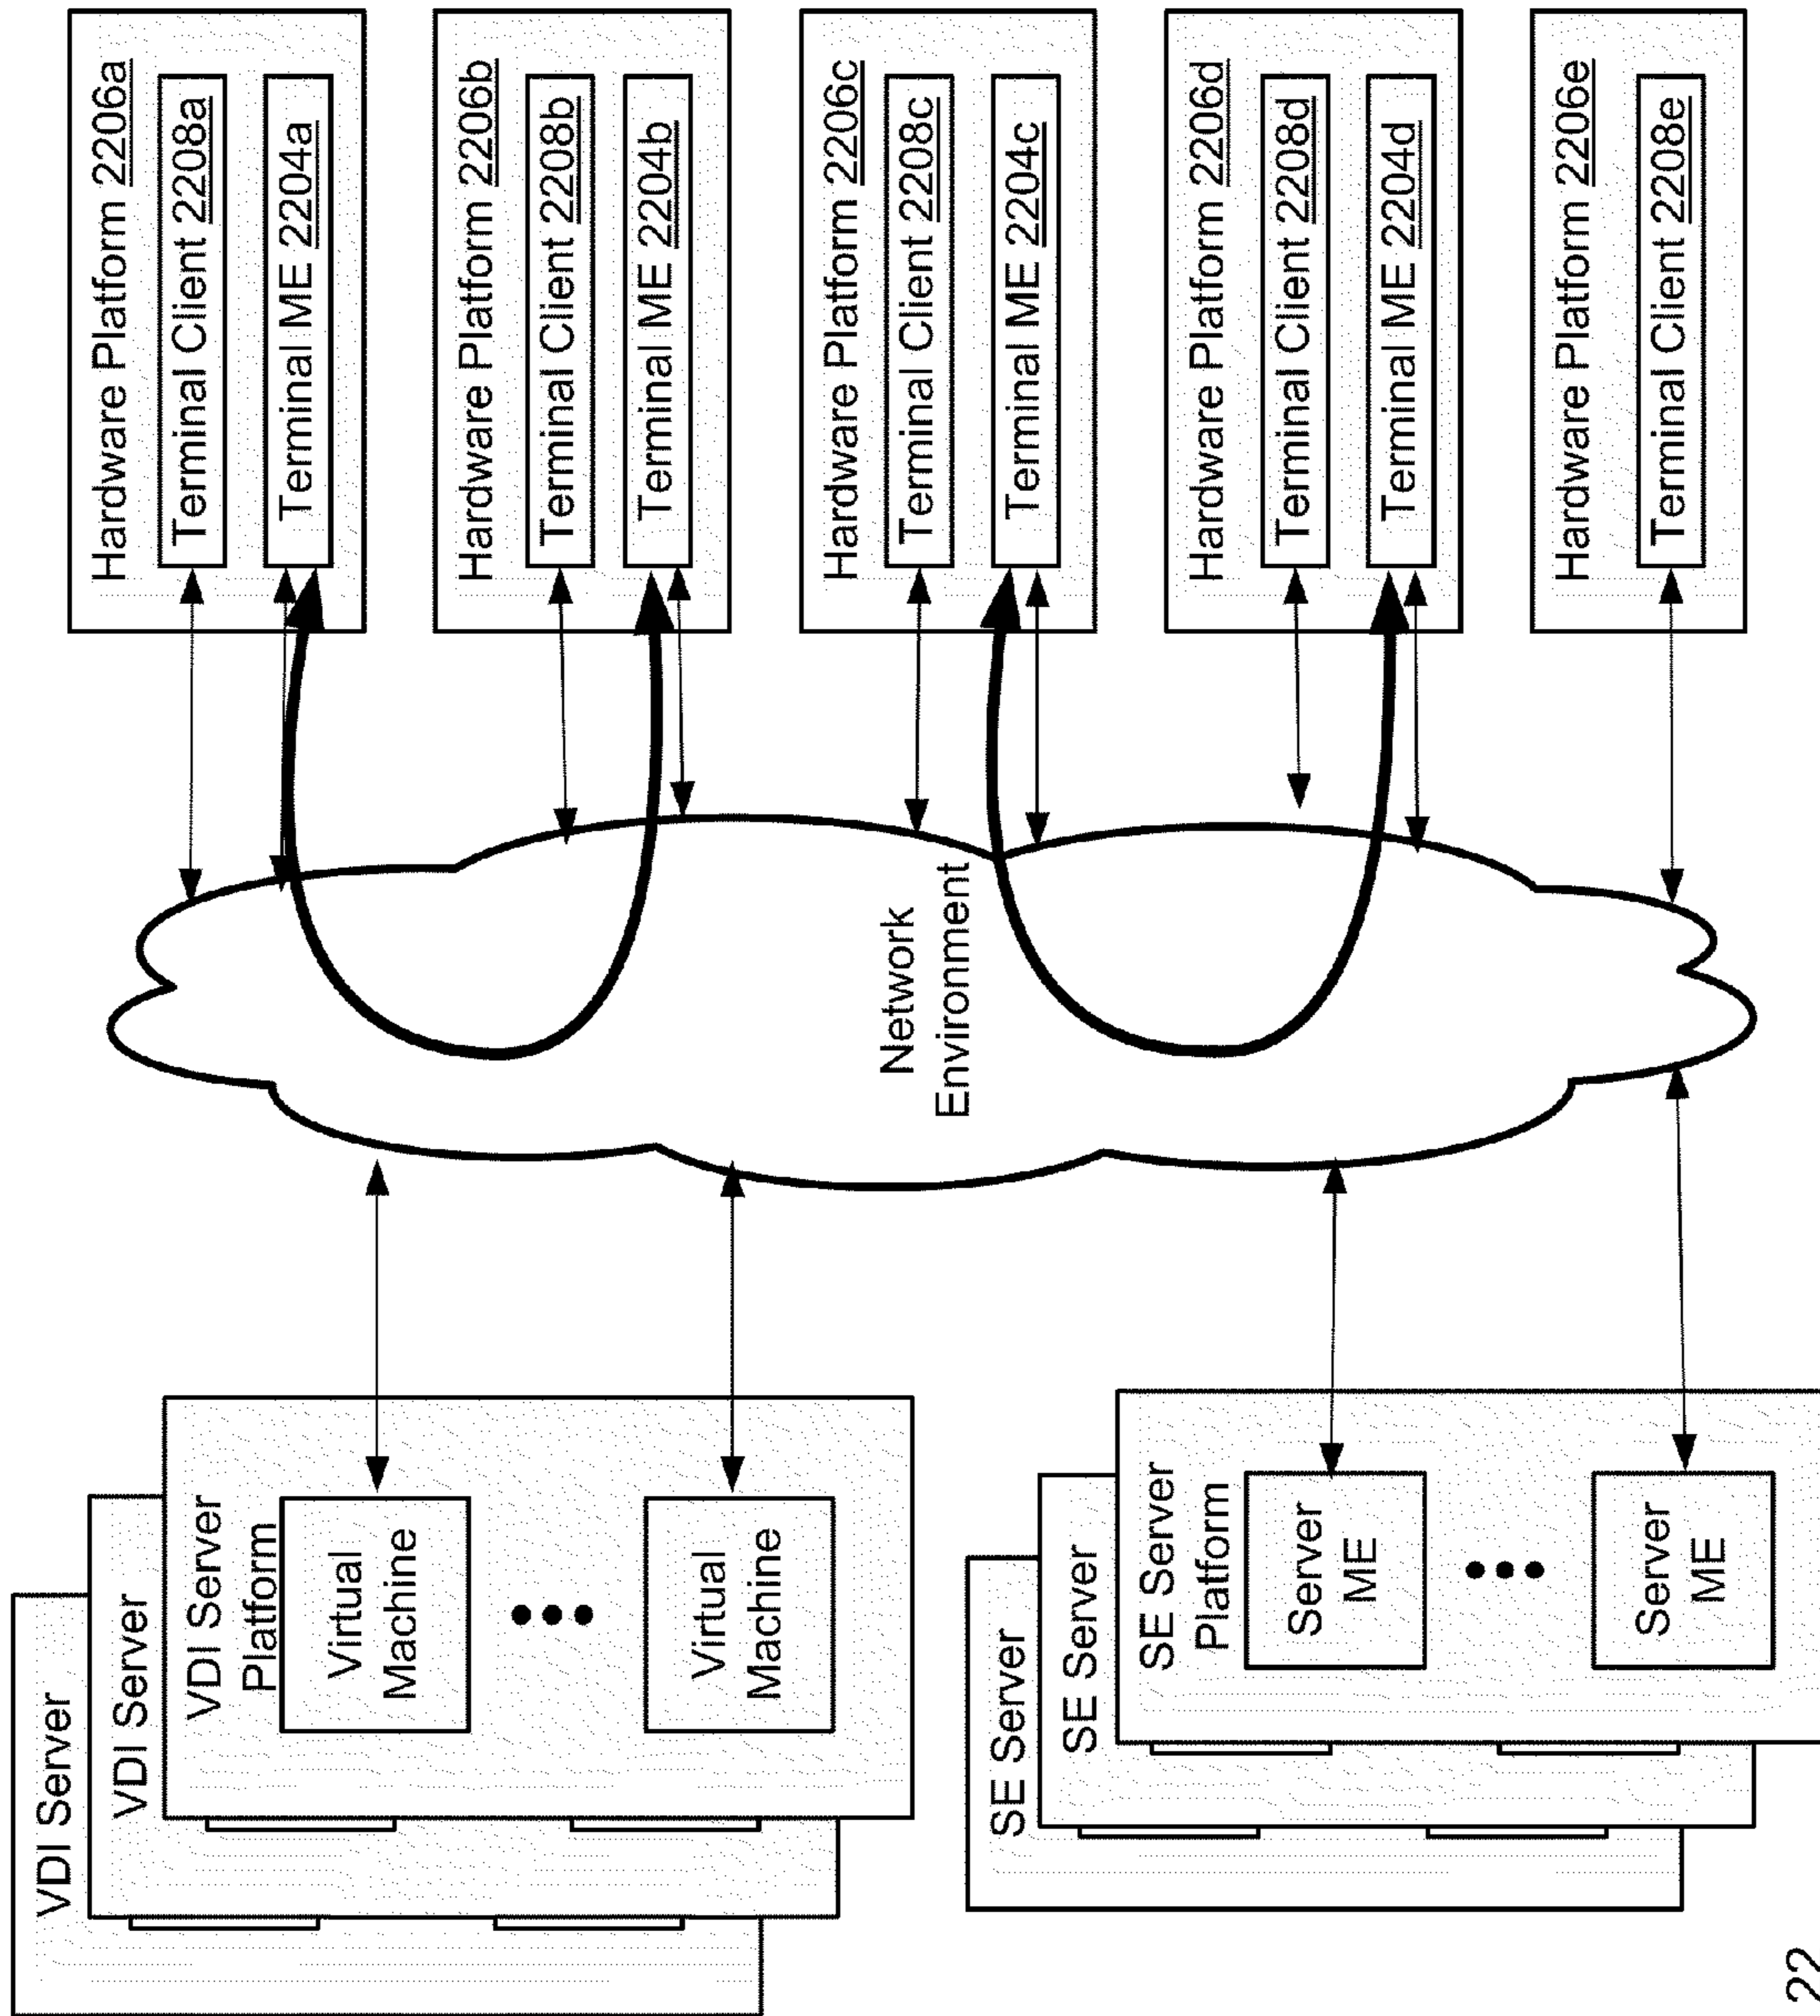 VDI Server
VDI Server
VDI Server
Platform
Virtual
Machine
Virtual
Machine
SE Server
SE Server
SE Server
Platform
Server
ME
Server
ME
Network
Environment
Hardware Platform 2206a
Terminal Client 2208a
Terminal ME 2204a
Hardware Platform 2206b
Terminal Client 2208b
Terminal ME 2204b
Hardware Platform 2206c
Terminal Client 2208c
Terminal ME 2204c
Hardware Platform 2206d
Terminal Client 2208d
Terminal ME 2204d
Hardware Platform 2206e
Terminal Client 2208e
22